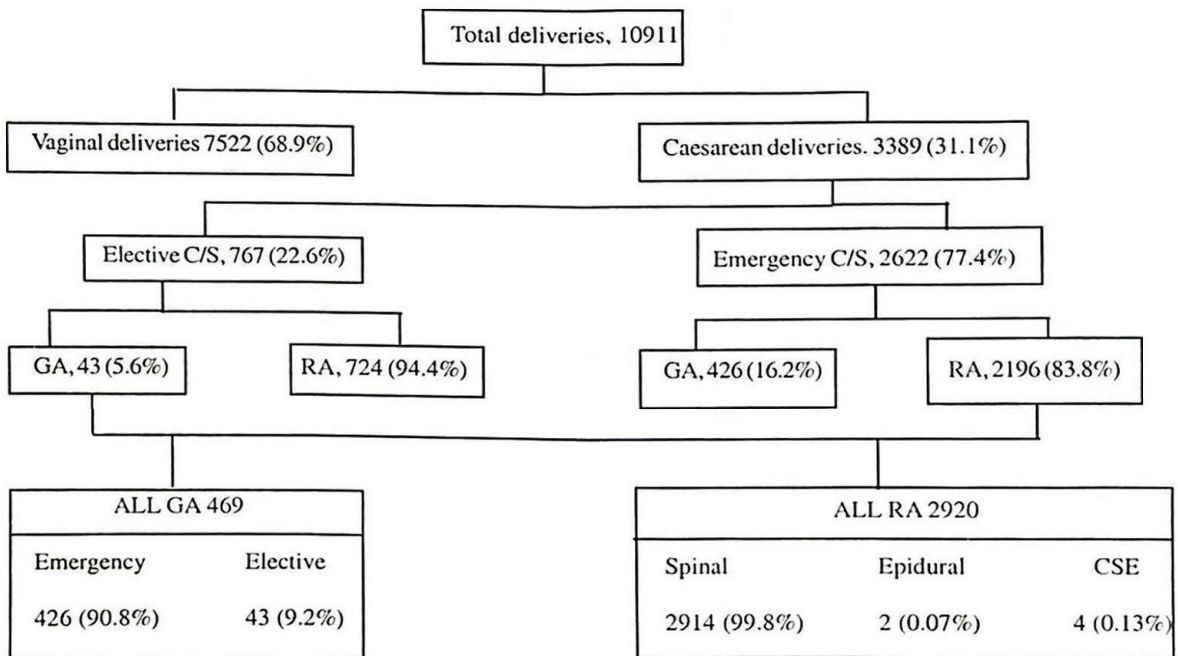 Total deliveries, 10911
Vaginal deliveries 7522 (68.9%)
Caesarean deliveries. 3389 (31.1%)
Elective C/S, 767 (22.6%)
Emergency C/S, 2622 (77.4%)
GA, 43 (5.6%)
RA, 724 (94.4%)
GA, 426 (16.2%)
RA, 2196 (83.8%)
ALL GA 469
Emergency Elective
426 (90.8%) 43 (9.2%)
ALL RA 2920
Spinal Epidural CSE
2914 (99.8%) 2 (0.07%) 4 (0.13%)